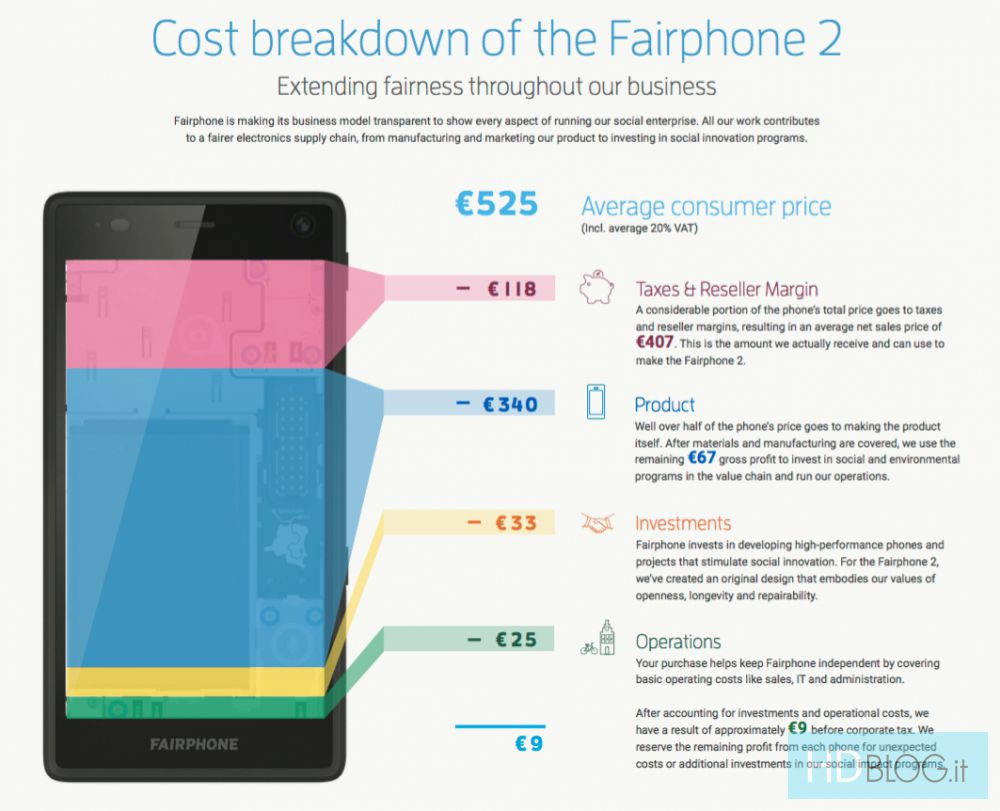 Cost breakdown of the Fairphone 2
Extending fairness throughout our business
Fairphone is making its business model transparent to show every aspect of running our social enterprise. All our work contributes
to a fairer electronics supply chain, from manufacturing and marketing our product to investing in social innovation programs.
€525
Average consumer price
(Incl. average 20% VAT)
– €118
Taxes & Reseller Margin
A considerable portion of the phone's total price goes to taxes
and reseller margins, resulting in an average net sales price of
€407. This is the amount we actually receive and can use to
make the Fairphone 2.
– €340
Product
Well over half of the phone's price goes to making the product
itself. After materials and manufacturing are covered, we use the
remaining €67 gross profit to invest in social and environmental
programs in the value chain and run our operations.
– €33
Investments
Fairphone invests in developing high-performance phones and
projects that stimulate social innovation. For the Fairphone 2,
we've created an original design that embodies our values of
openness, longevity and repairability.
– €25
Operations
Your purchase helps keep Fairphone independent by covering
basic operating costs like sales, IT and administration.
After accounting for investments and operational costs, we
have a result of approximately €9 before corporate tax. We
reserve the remaining profit from each phone for unexpected
costs or additional investments in our social impact programs.
€9
FAIRPHONE
HDBLOG.it